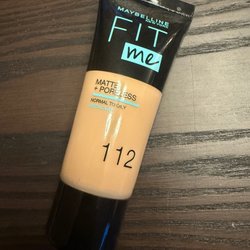 MAYBELLINE
FIT
me
MATTE
+ PORELESS
NORMAL TO OILY
112